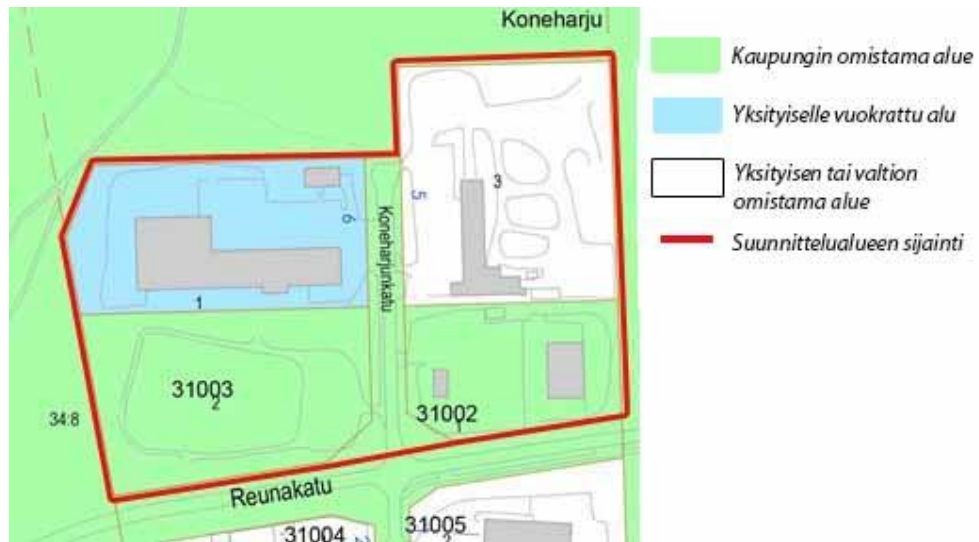 Koneharju
Kaupungin omistama alue
Yksityiselle vuokrattu alu
Yksityisen tai valtion
omistama alue
Suunnittelualueen sijainti
3
5
6
Koneharjunkatu
1
31003
2
34:8
31002
1
Reunakatu
31004
31005
2